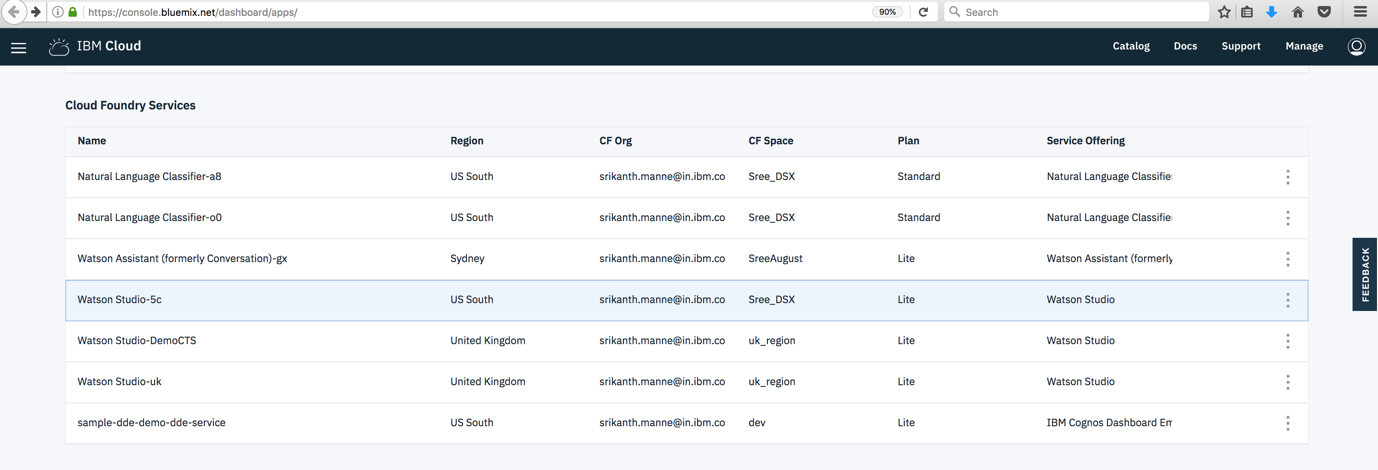 https://console.bluemix.net/dashboard/apps/ 90% Search
IBM Cloud Catalog Docs Support Manage
Cloud Foundry Services
Name Region CF Org CF Space Plan Service Offering
Natural Language Classifier-a8 US South srikanth.manne@in.ibm.co Sree_DSX Standard Natural Language Classifie
Natural Language Classifier-o0 US South srikanth.manne@in.ibm.co Sree_DSX Standard Natural Language Classifie
Watson Assistant (formerly Conversation)-gx Sydney srikanth.manne@in.ibm.co SreeAugust Lite Watson Assistant (formerly
FEEDBACK
Watson Studio-5c US South srikanth.manne@in.ibm.co Sree_DSX Lite Watson Studio
Watson Studio-DemoCTS United Kingdom srikanth.manne@in.ibm.co uk_region Lite Watson Studio
Watson Studio-uk United Kingdom srikanth.manne@in.ibm.co uk_region Lite Watson Studio
sample-dde-demo-dde-service US South srikanth.manne@in.ibm.co dev Lite IBM Cognos Dashboard Em